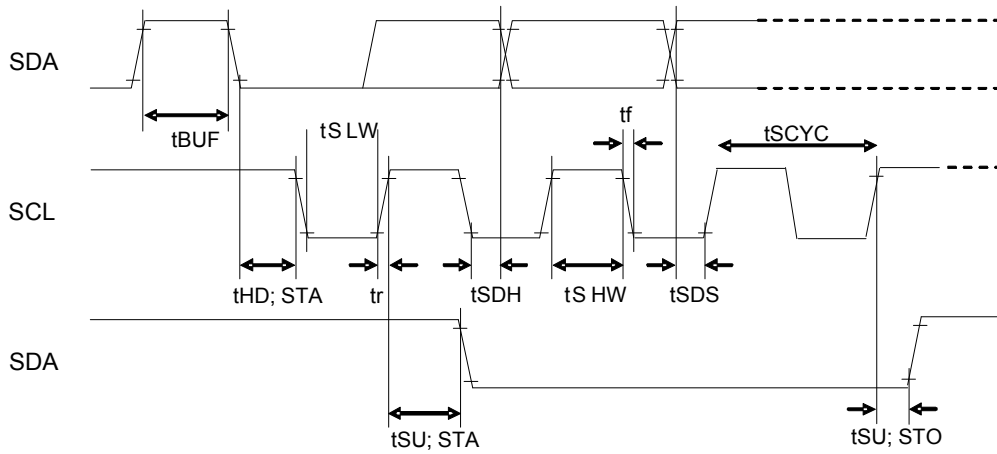 SDA
tBUF
tS LW
tf
tSCYC
SCL
tHD; STA
tr
tSDH
tS HW
tSDS
SDA
tSU; STA
tSU; STO